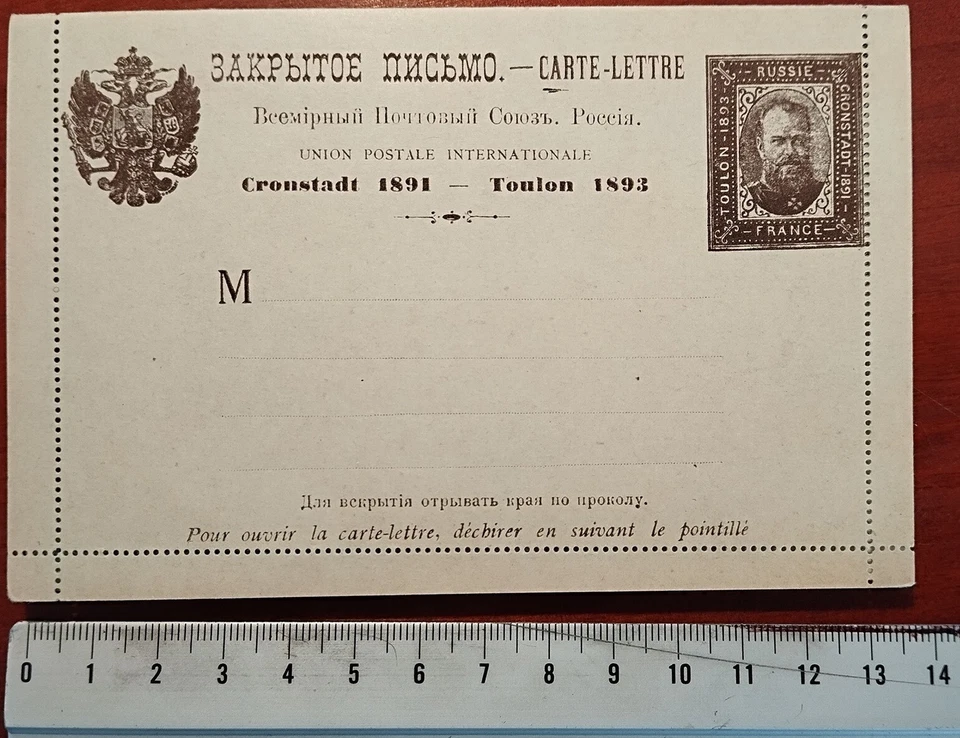 ЗАКРЫТОЕ ПИСЬМО. — CARTE-LETTRE
Всемірный Почтовый Союзъ. Россія.
UNION POSTALE INTERNATIONALE
Cronstadt 1891 — Toulon 1893
— RUSSIE —
TOULON-1893-
CRONSTADT-1891-
— FRANCE —
M
Для вскрытія отрывать края по проколу.
Pour ouvrir la carte-lettre, déchirer en suivant le pointillé
0 1 2 3 4 5 6 7 8 9 10 11 12 13 14